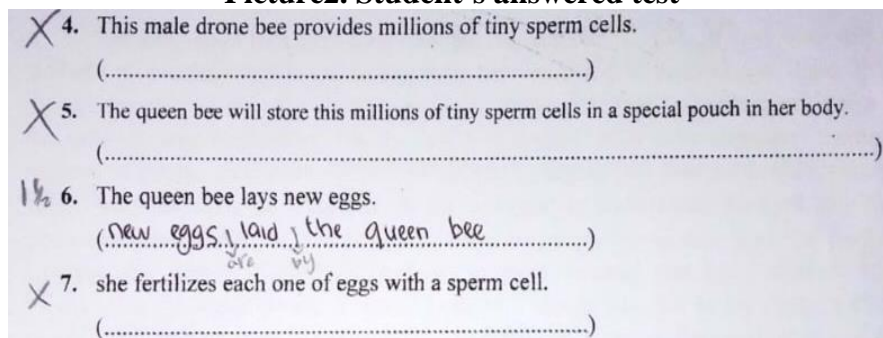 Picture2. Student's answered test
X 4. This male drone bee provides millions of tiny sperm cells.
(..........................................................................................)
X 5. The queen bee will store this millions of tiny sperm cells in a special pouch in her body.
(..........................................................................................................................................)
1½ 6. The queen bee lays new eggs.
(new eggs laid the queen bee)
are by
X 7. she fertilizes each one of eggs with a sperm cell.
(..........................................................................................)